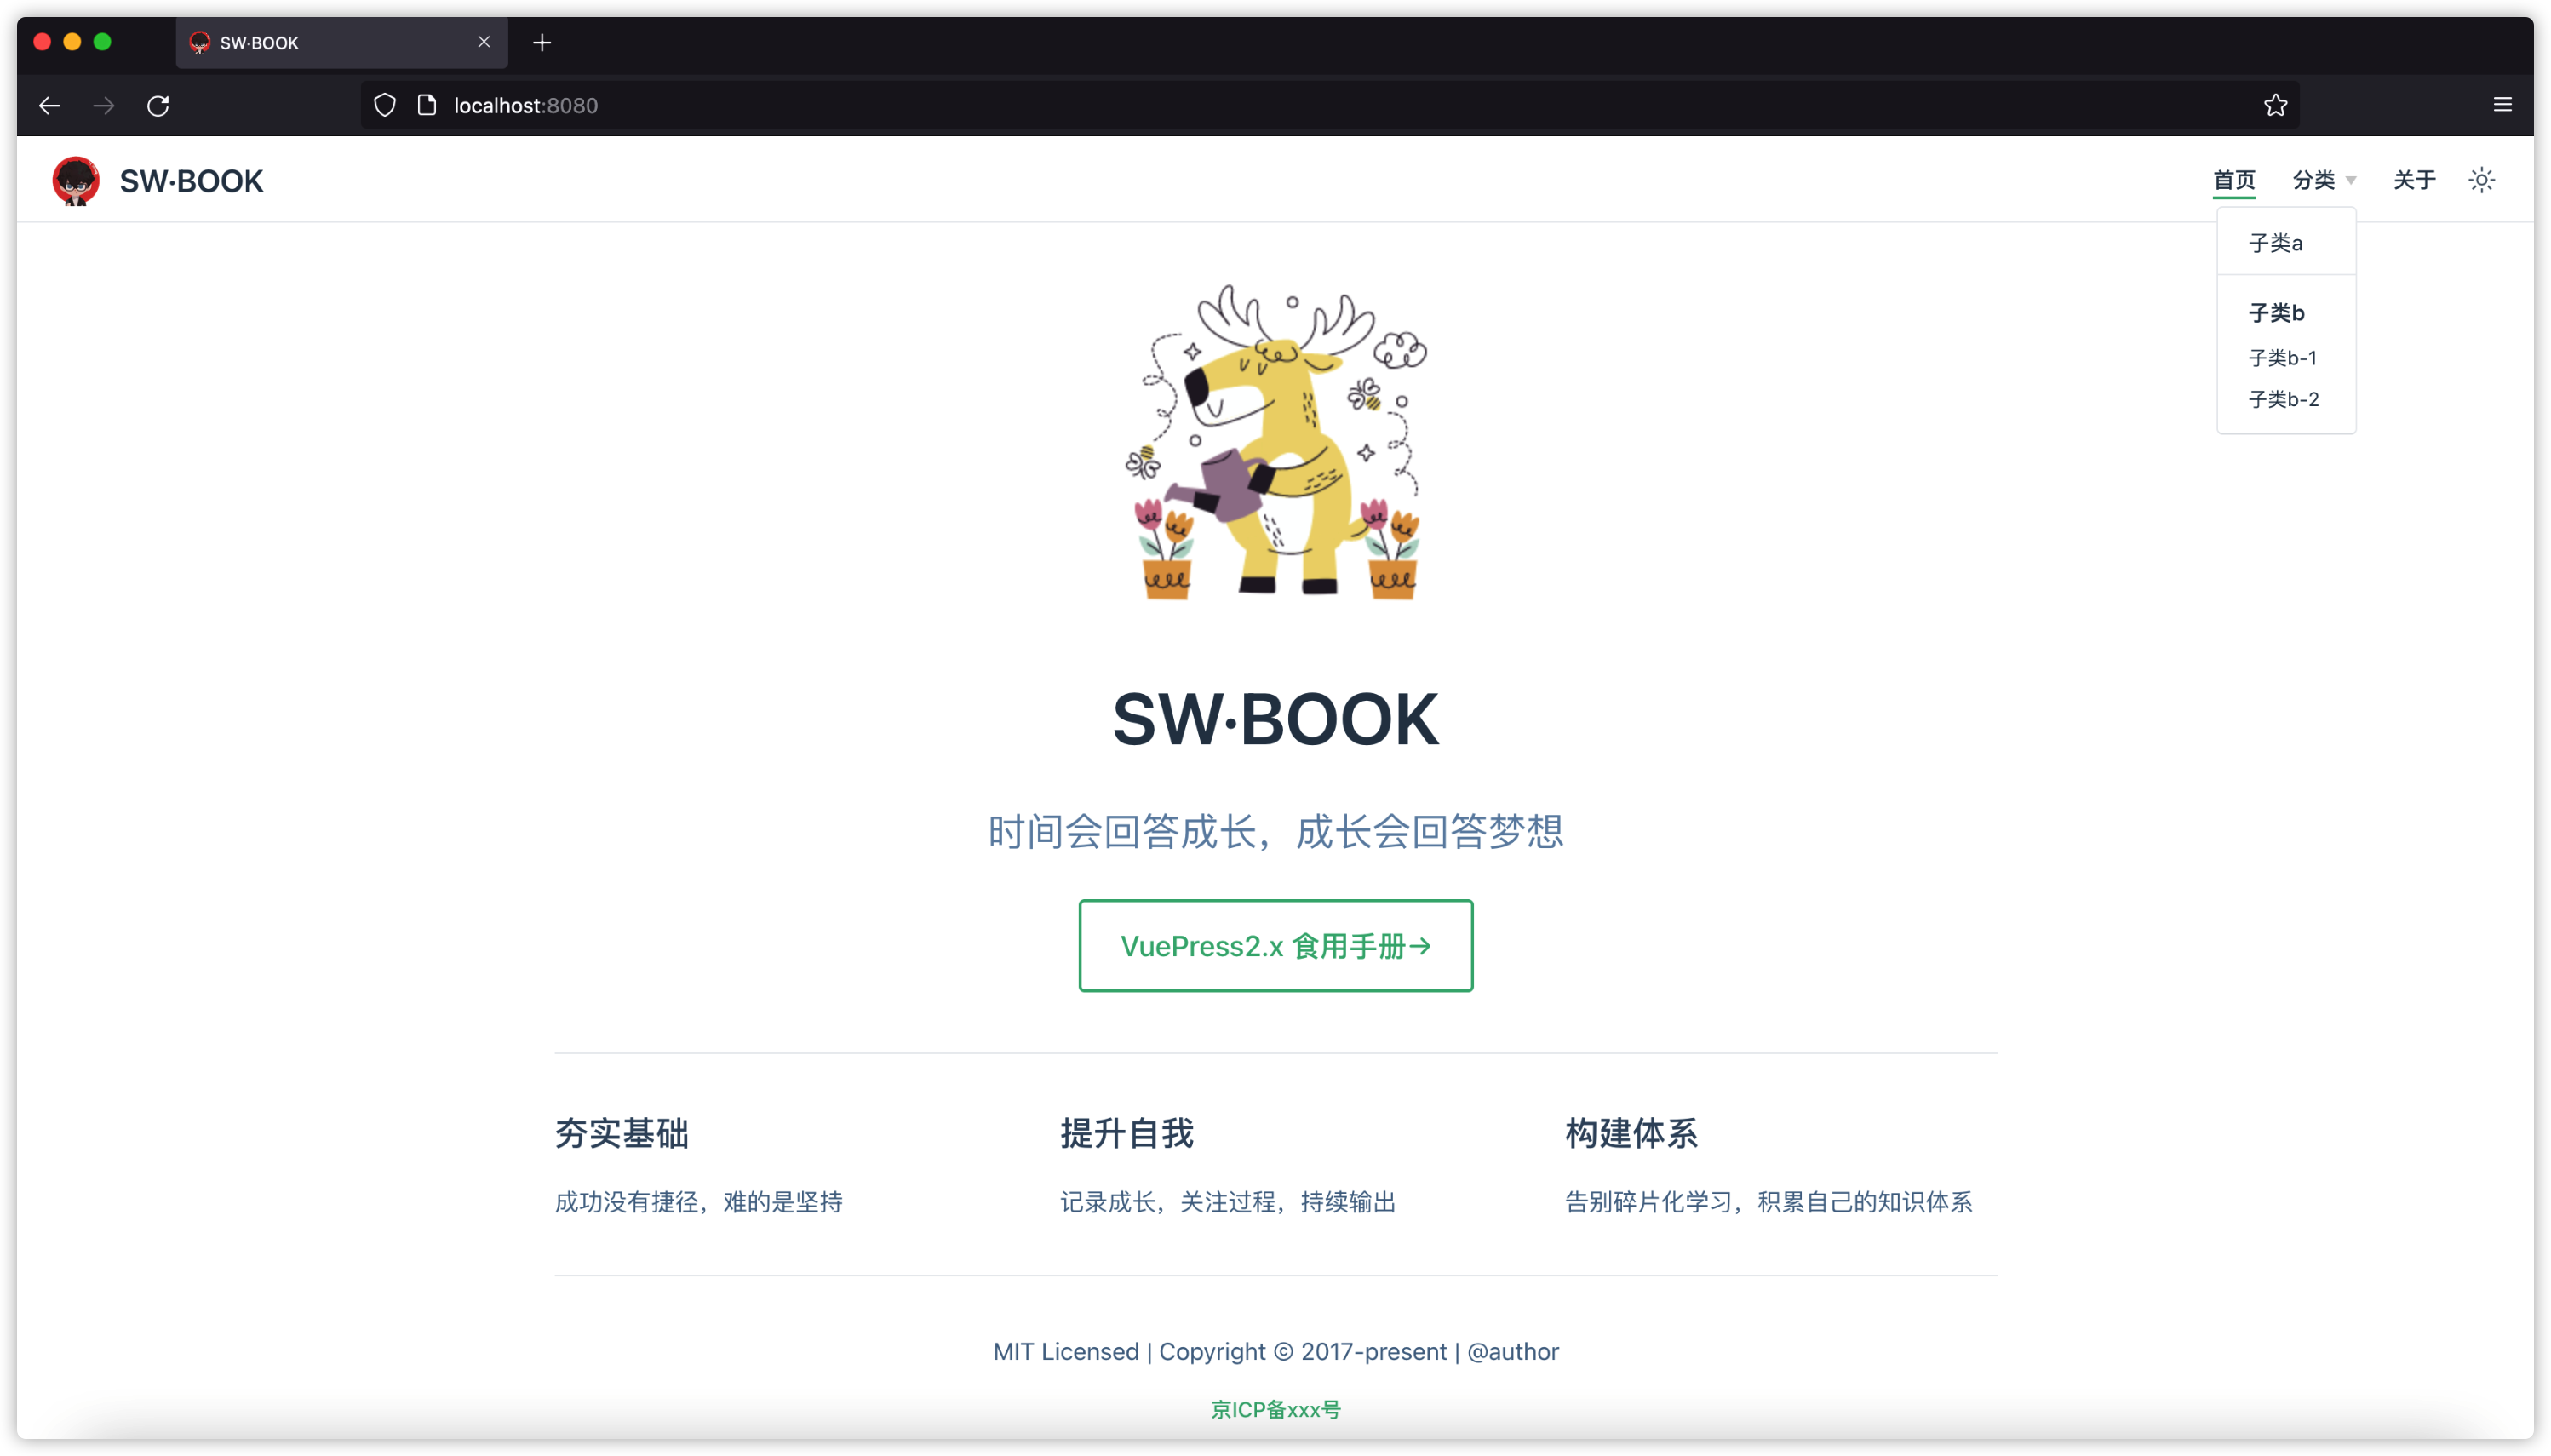 SW·BOOK
localhost:8080
SW·BOOK
首页 分类 关于
子类a
子类b
子类b-1
子类b-2
SW·BOOK
时间会回答成长，成长会回答梦想
VuePress2.x 食用手册→
夯实基础
成功没有捷径，难的是坚持
提升自我
记录成长，关注过程，持续输出
构建体系
告别碎片化学习，积累自己的知识体系
MIT Licensed | Copyright © 2017-present | @author
京ICP备xxx号